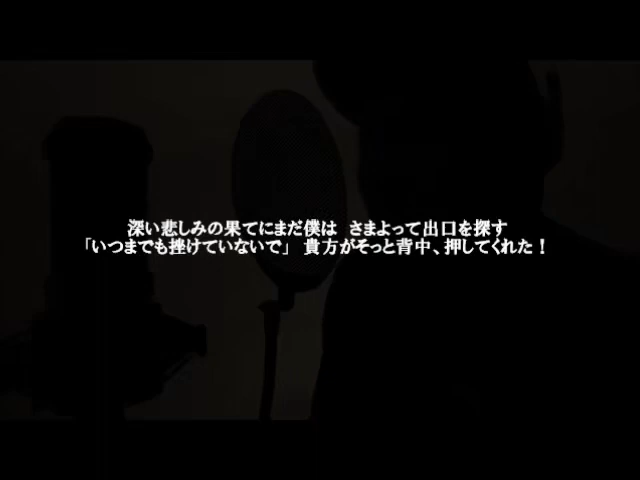 深い悲しみの果てにまだ僕は　さまよって出口を探す
「いつまでも挫けていないで」　貴方がそっと背中、押してくれた！